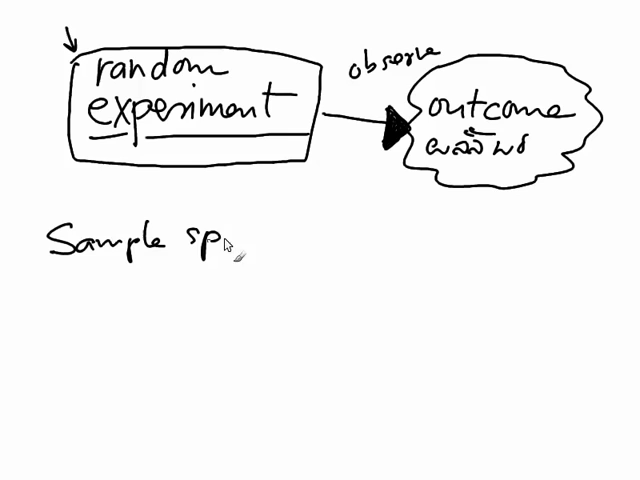 random
experiment
observe
outcome
ผลลัพธ์
Sample sp